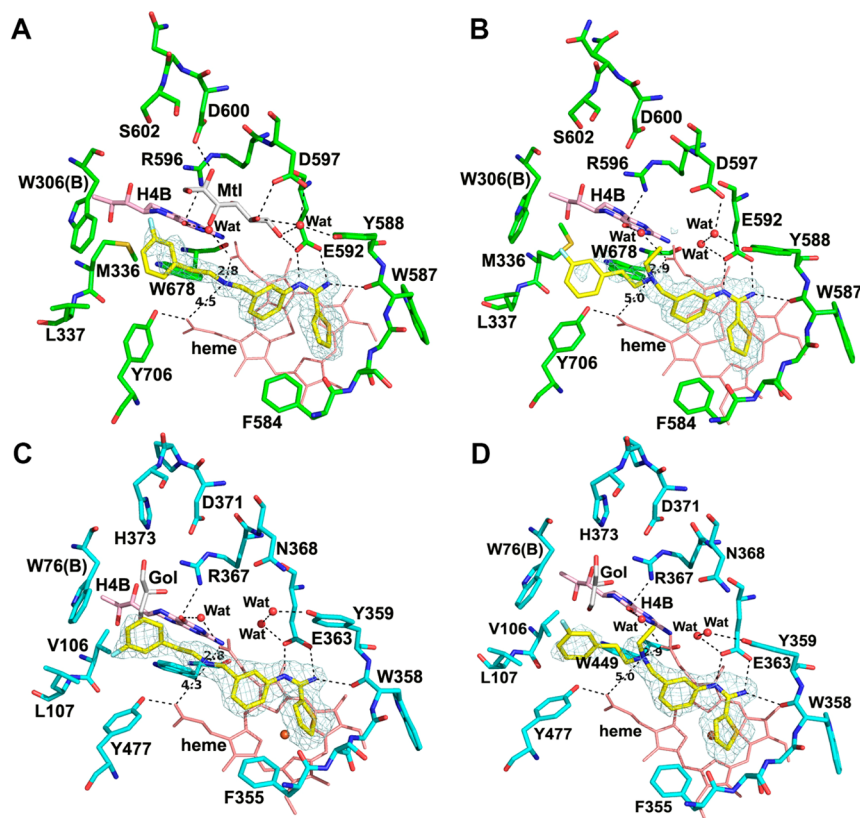 A
D600
S602
R596
D597
W306(B)
Mtl
H4B
Wat
Wat
Y588
E592
M336
2.8
W678
W587
4.5
L337
heme
Y706
F584
B
D600
S602
R596
D597
W306(B)
H4B
Wat
E592
Wat
Y588
M336
W678
2.9
W587
5.0
L337
heme
Y706
F584
C
D371
H373
N368
W76(B)
Gol
R367
H4B
Wat
Wat
Y359
Wat
V106
E363
2.8
4.3
W358
L107
Y477
heme
F355
D
D371
H373
N368
W76(B)
Gol
R367
H4B
Wat
Wat
Y359
V106
2.9
W449
E363
L107
5.0
W358
Y477
heme
F355